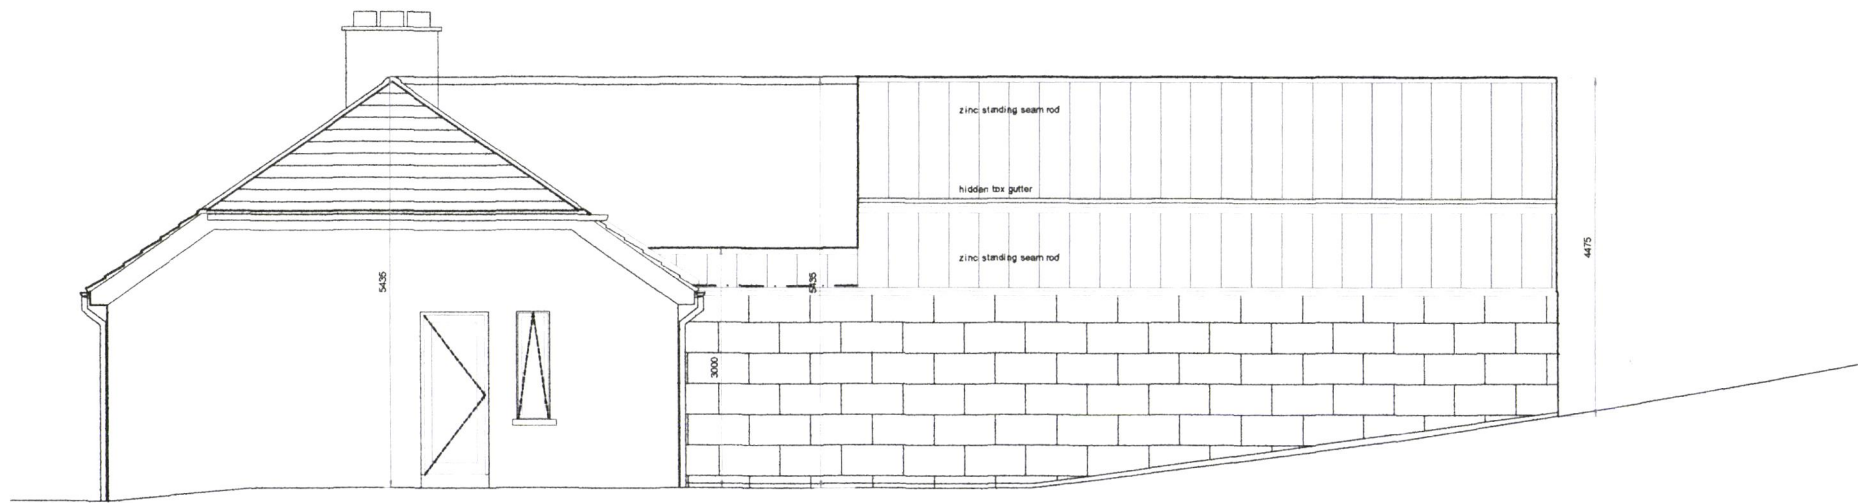 zinc standing seam rod
hidden box gutter
zinc standing seam rod
4475
5435
5435
3000